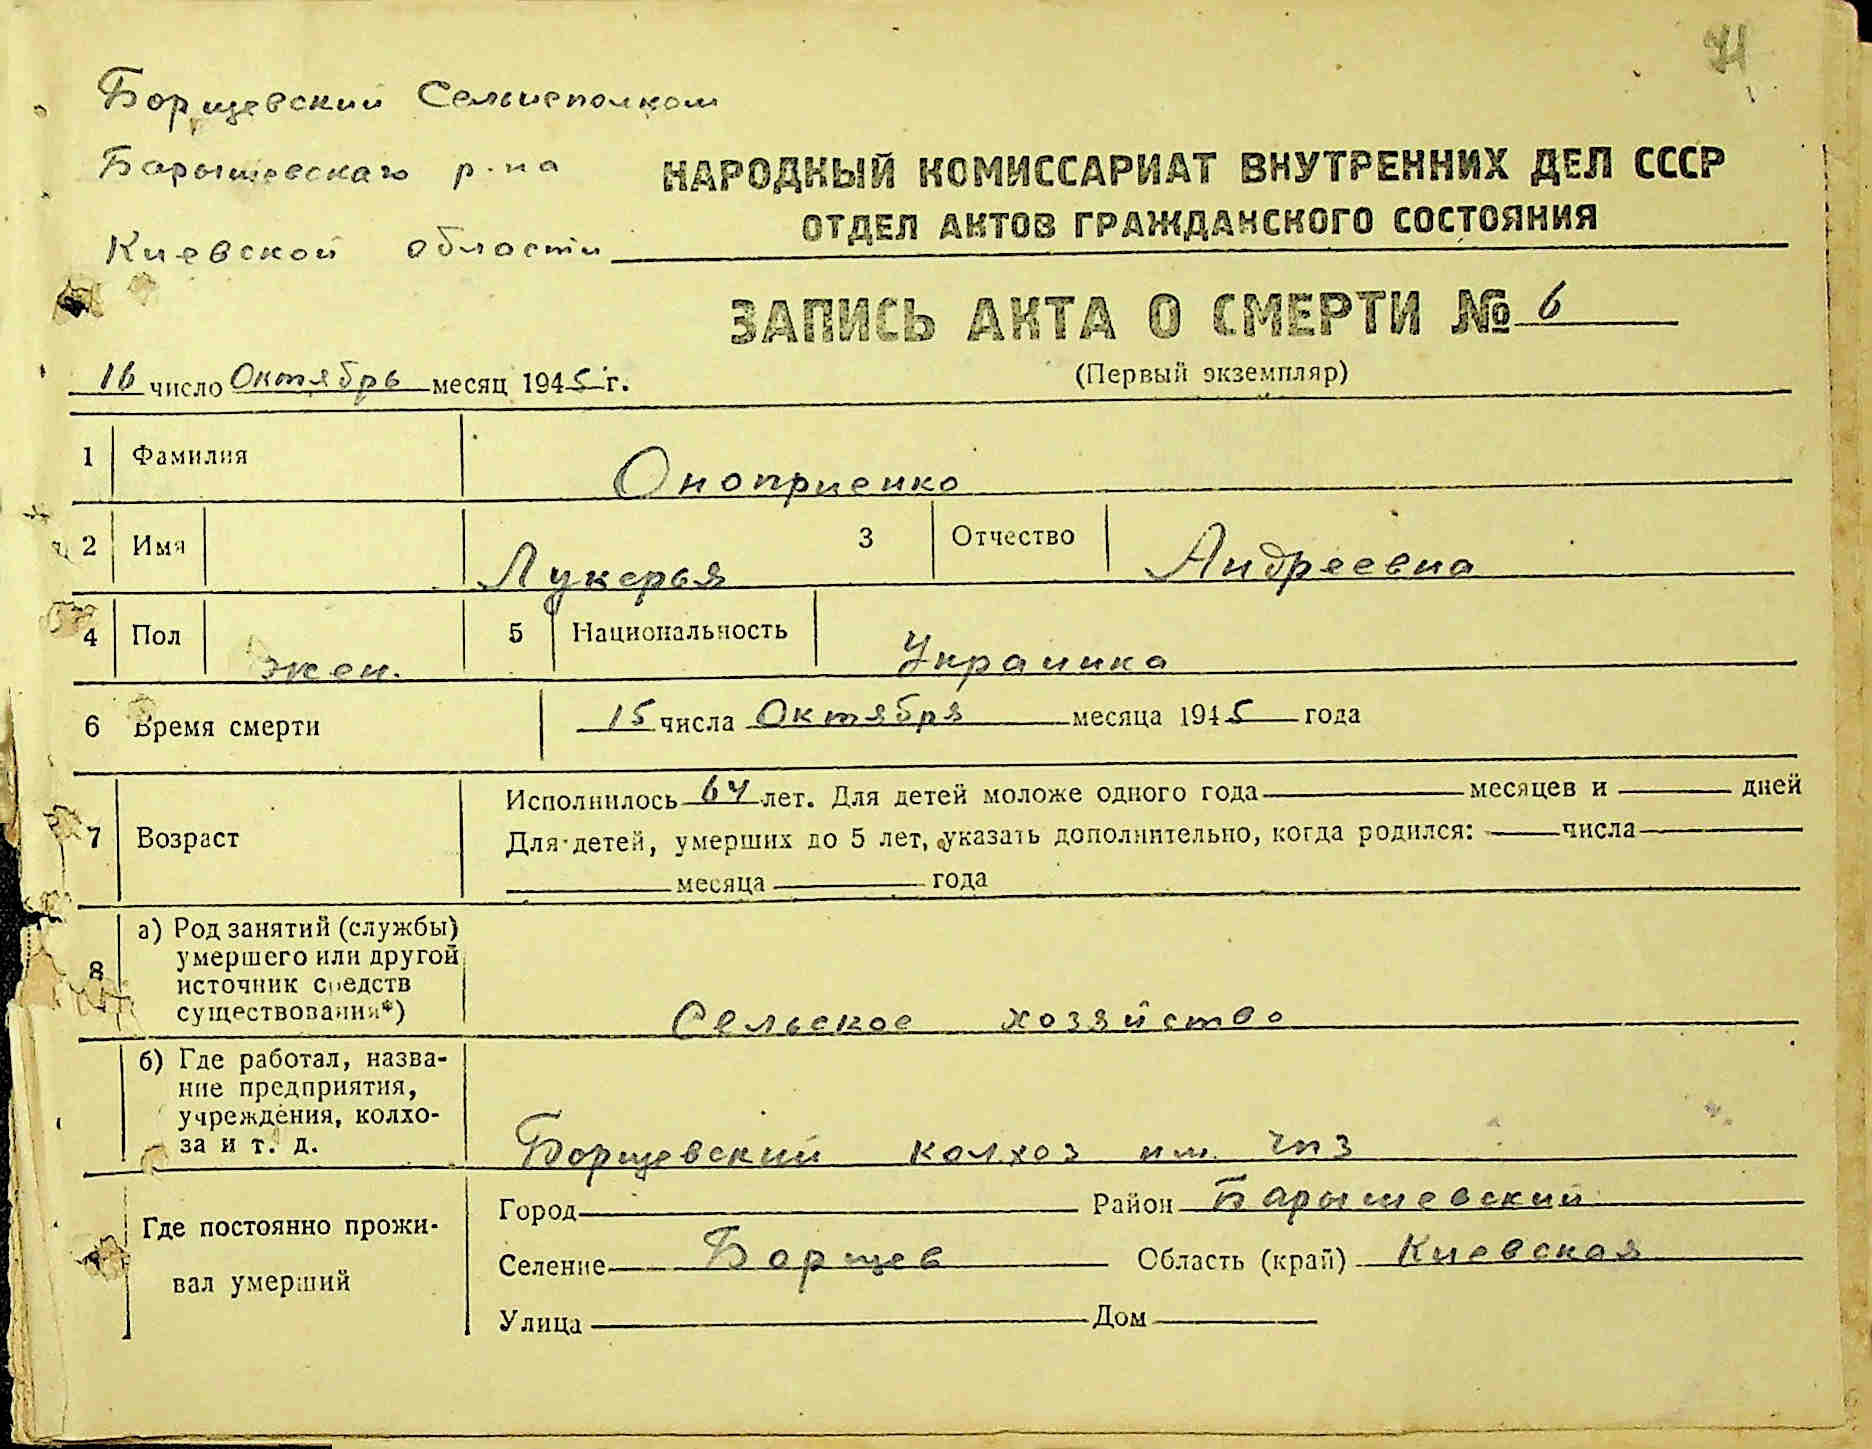 71
Борщевский Сельисполком
Барышевскаго р-на
Киевской области
НАРОДНЫЙ КОМИССАРИАТ ВНУТРЕННИХ ДЕЛ СССР
ОТДЕЛ АКТОВ ГРАЖДАНСКОГО СОСТОЯНИЯ
ЗАПИСЬ АКТА О СМЕРТИ № 6
16 число Октябрь месяц 1945 г.
(Первый экземпляр)
1 Фамилия Оноприенко
2 Имя Лукерья 3 Отчество Андреевна
4 Пол жен. 5 Национальность Украинка
6 Время смерти 15 числа Октября месяца 1945 года
7 Возраст
Исполнилось 64 лет. Для детей моложе одного года месяцев и дней
Для детей, умерших до 5 лет, указать дополнительно, когда родился: числа
месяца года
8 а) Род занятий (службы)
умершего или другой
источник средств
существования*)
Сельское хозяйство
б) Где работал, назва-
ние предприятия,
учреждения, колхо-
за и т. д.
Борщевский колхоз им. 
Где постоянно прожи-
вал умерший
Город Район Барышевский
Селение Борщев Область (край) Киевская
Улица Дом